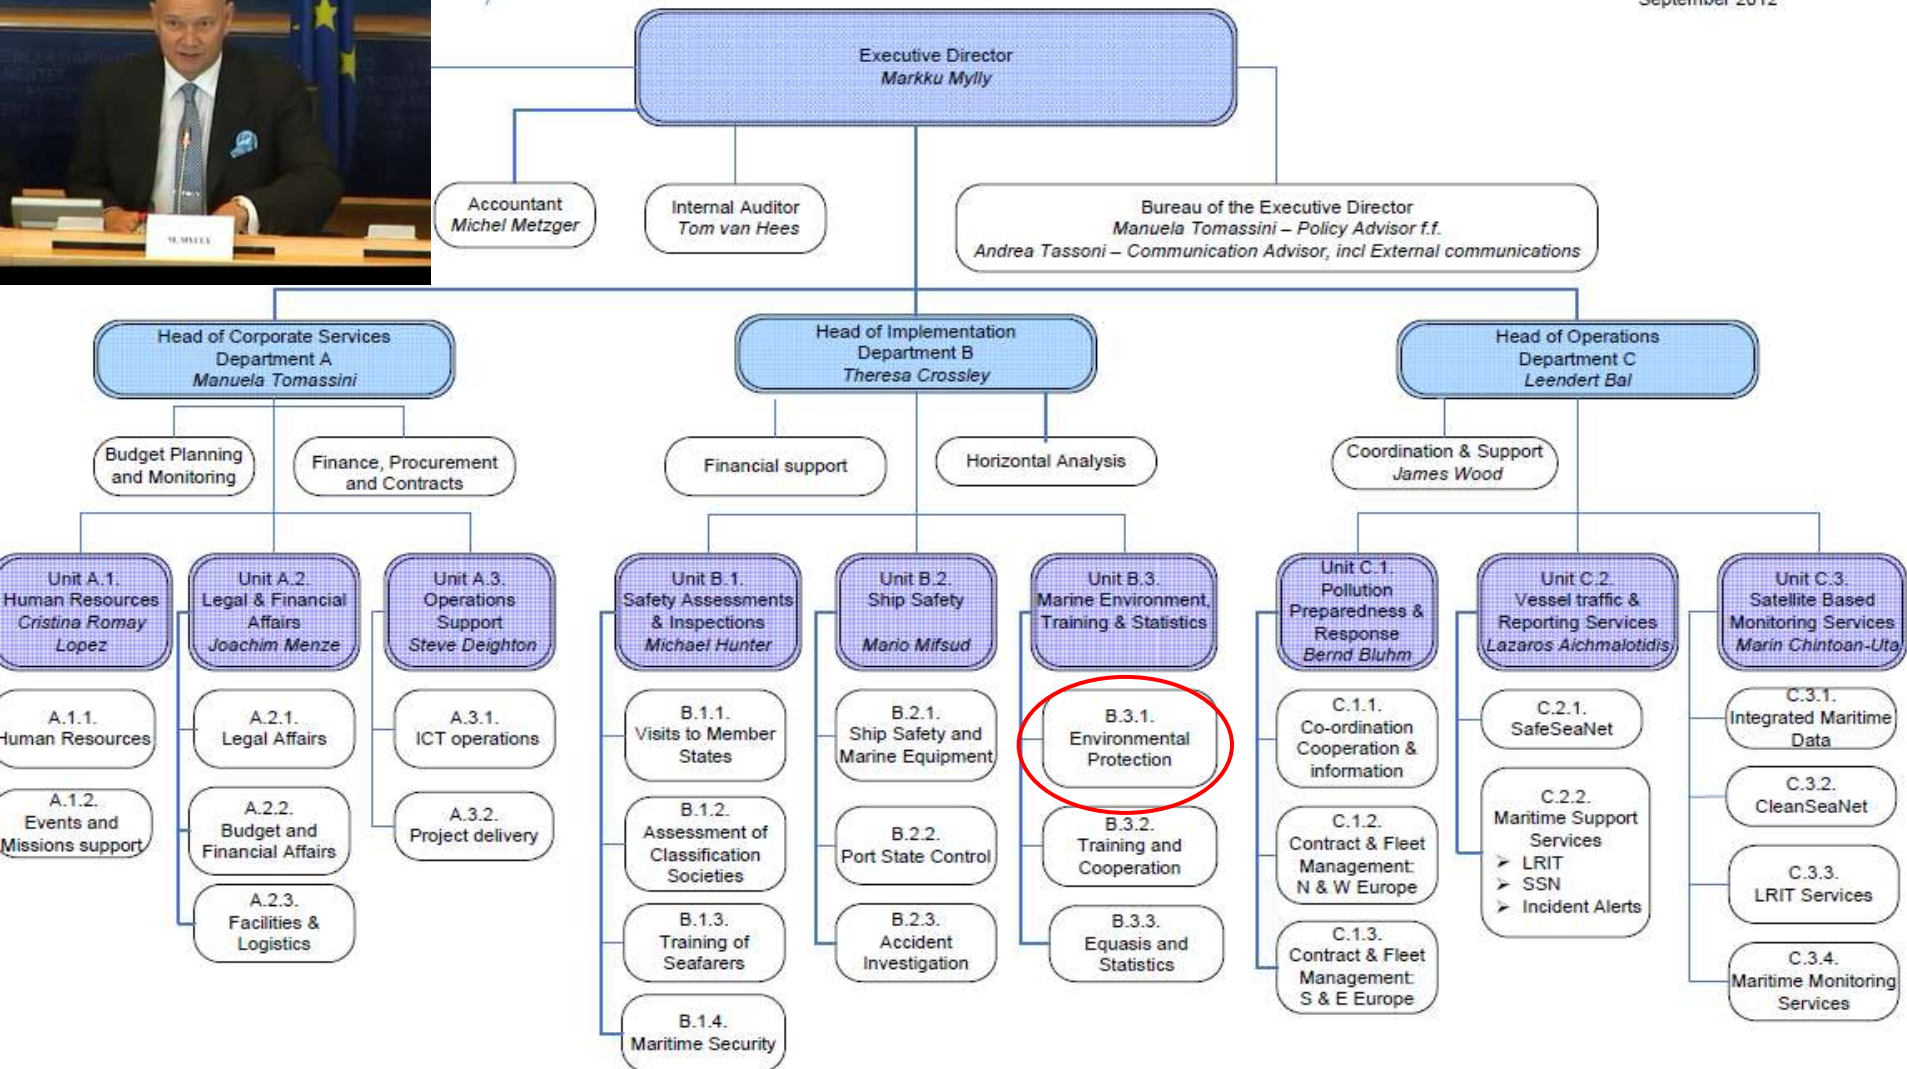 September 2012
Executive Director
Markku Mylly
M. MYLLY
Accountant
Michel Metzger
Internal Auditor
Tom van Hees
Bureau of the Executive Director
Manuela Tomassini – Policy Advisor f.f.
Andrea Tassoni – Communication Advisor, incl External communications
Head of Corporate Services
Department A
Manuela Tomassini
Head of Implementation
Department B
Theresa Crossley
Head of Operations
Department C
Leendert Bal
Budget Planning
and Monitoring
Finance, Procurement
and Contracts
Financial support
Horizontal Analysis
Coordination & Support
James Wood
Unit A.1.
Human Resources
Cristina Romay
Lopez
Unit A.2.
Legal & Financial
Affairs
Joachim Menze
Unit A.3.
Operations
Support
Steve Deighton
Unit B.1.
Safety Assessments
& Inspections
Michael Hunter
Unit B.2.
Ship Safety
Mario Mifsud
Unit B.3.
Marine Environment,
Training & Statistics
Unit C.1.
Pollution
Preparedness &
Response
Bernd Bluhm
Unit C.2.
Vessel traffic &
Reporting Services
Lazaros Aichmalotidis
Unit C.3.
Satellite Based
Monitoring Services
Marin Chintoan-Uta
A.1.1.
Human Resources
A.1.2.
Events and
Missions support
A.2.1.
Legal Affairs
A.2.2.
Budget and
Financial Affairs
A.2.3.
Facilities &
Logistics
A.3.1.
ICT operations
A.3.2.
Project delivery
B.1.1.
Visits to Member
States
B.1.2.
Assessment of
Classification
Societies
B.1.3.
Training of
Seafarers
B.1.4.
Maritime Security
B.2.1.
Ship Safety and
Marine Equipment
B.2.2.
Port State Control
B.2.3.
Accident
Investigation
B.3.1.
Environmental
Protection
B.3.2.
Training and
Cooperation
B.3.3.
Equasis and
Statistics
C.1.1.
Co-ordination
Cooperation &
information
C.1.2.
Contract & Fleet
Management:
N & W Europe
C.1.3.
Contract & Fleet
Management:
S & E Europe
C.2.1.
SafeSeaNet
C.2.2.
Maritime Support
Services
➢ LRIT
➢ SSN
➢ Incident Alerts
C.3.1.
Integrated Maritime
Data
C.3.2.
CleanSeaNet
C.3.3.
LRIT Services
C.3.4.
Maritime Monitoring
Services